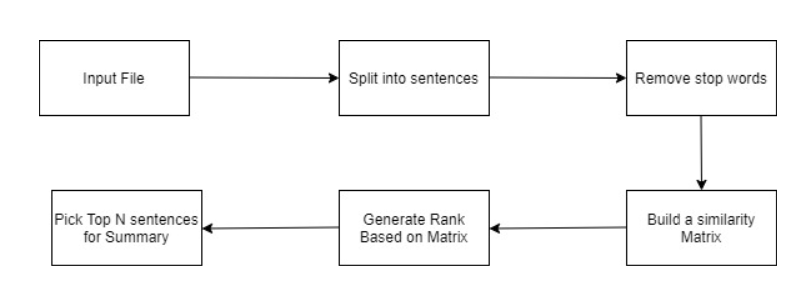 Input File
Split into sentences
Remove stop words
Build a similarity
Matrix
Generate Rank
Based on Matrix
Pick Top N sentences
for Summary